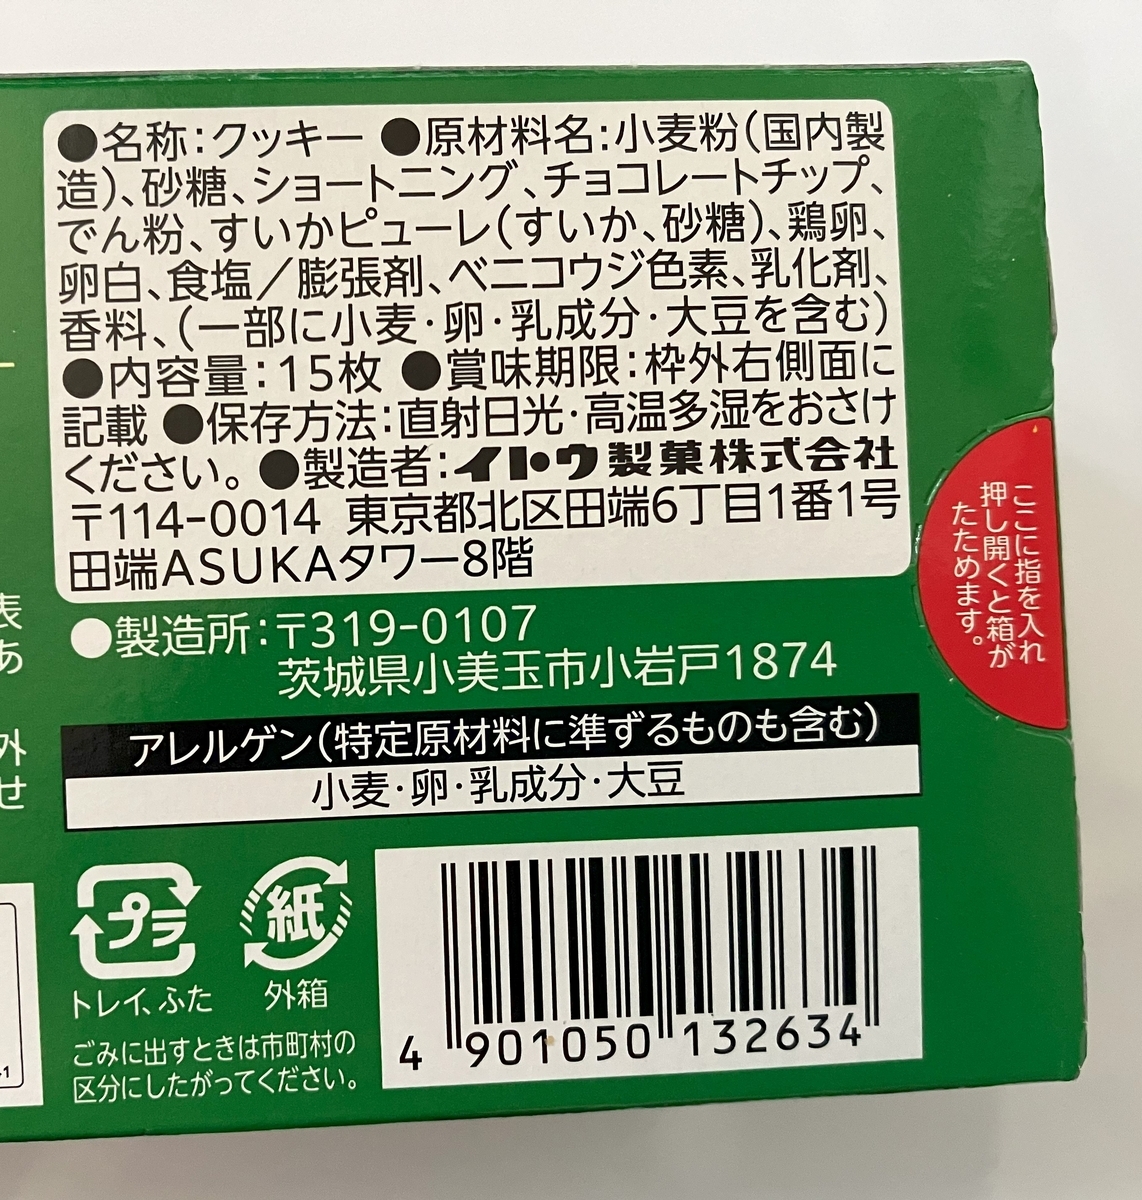 ●名称:クッキー ●原材料名:小麦粉(国内製
造)、砂糖、ショートニング、チョコレートチップ、
でん粉、すいかピューレ(すいか、砂糖)、鶏卵、
卵白、食塩/膨張剤、ベニコウジ色素、乳化剤、
香料、(一部に小麦・卵・乳成分・大豆を含む)
●内容量:15枚 ●賞味期限:枠外右側面に
記載 ●保存方法:直射日光・高温多湿をおさけ
ください。 ●製造者:イトウ製菓株式会社
〒114-0014 東京都北区田端6丁目1番1号
田端ASUKAタワー8階
●製造所:〒319-0107
茨城県小美玉市小岩戸1874
アレルゲン(特定原材料に準ずるものも含む)
小麦・卵・乳成分・大豆
プラ
トレイ、ふた
紙
外箱
ごみに出すときは市町村の
区分にしたがってください。
4 901050 132634
ここに指を入れ
押し開くと箱が
たためます。
表
あ
外
せ